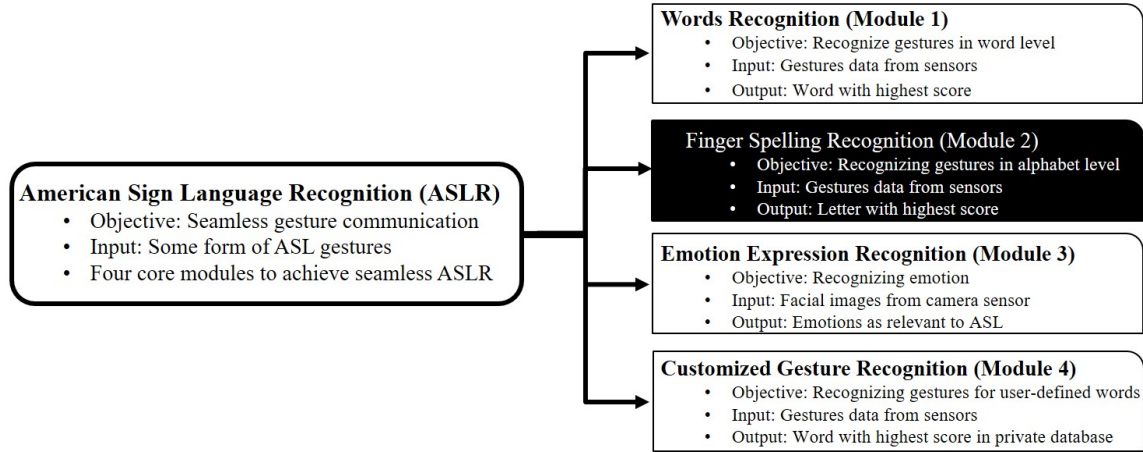 American Sign Language Recognition (ASLR)
• Objective: Seamless gesture communication
• Input: Some form of ASL gestures
• Four core modules to achieve seamless ASLR
Words Recognition (Module 1)
• Objective: Recognize gestures in word level
• Input: Gestures data from sensors
• Output: Word with highest score
Finger Spelling Recognition (Module 2)
• Objective: Recognizing gestures in alphabet level
• Input: Gestures data from sensors
• Output: Letter with highest score
Emotion Expression Recognition (Module 3)
• Objective: Recognizing emotion
• Input: Facial images from camera sensor
• Output: Emotions as relevant to ASL
Customized Gesture Recognition (Module 4)
• Objective: Recognizing gestures for user-defined words
• Input: Gestures data from sensors
• Output: Word with highest score in private database